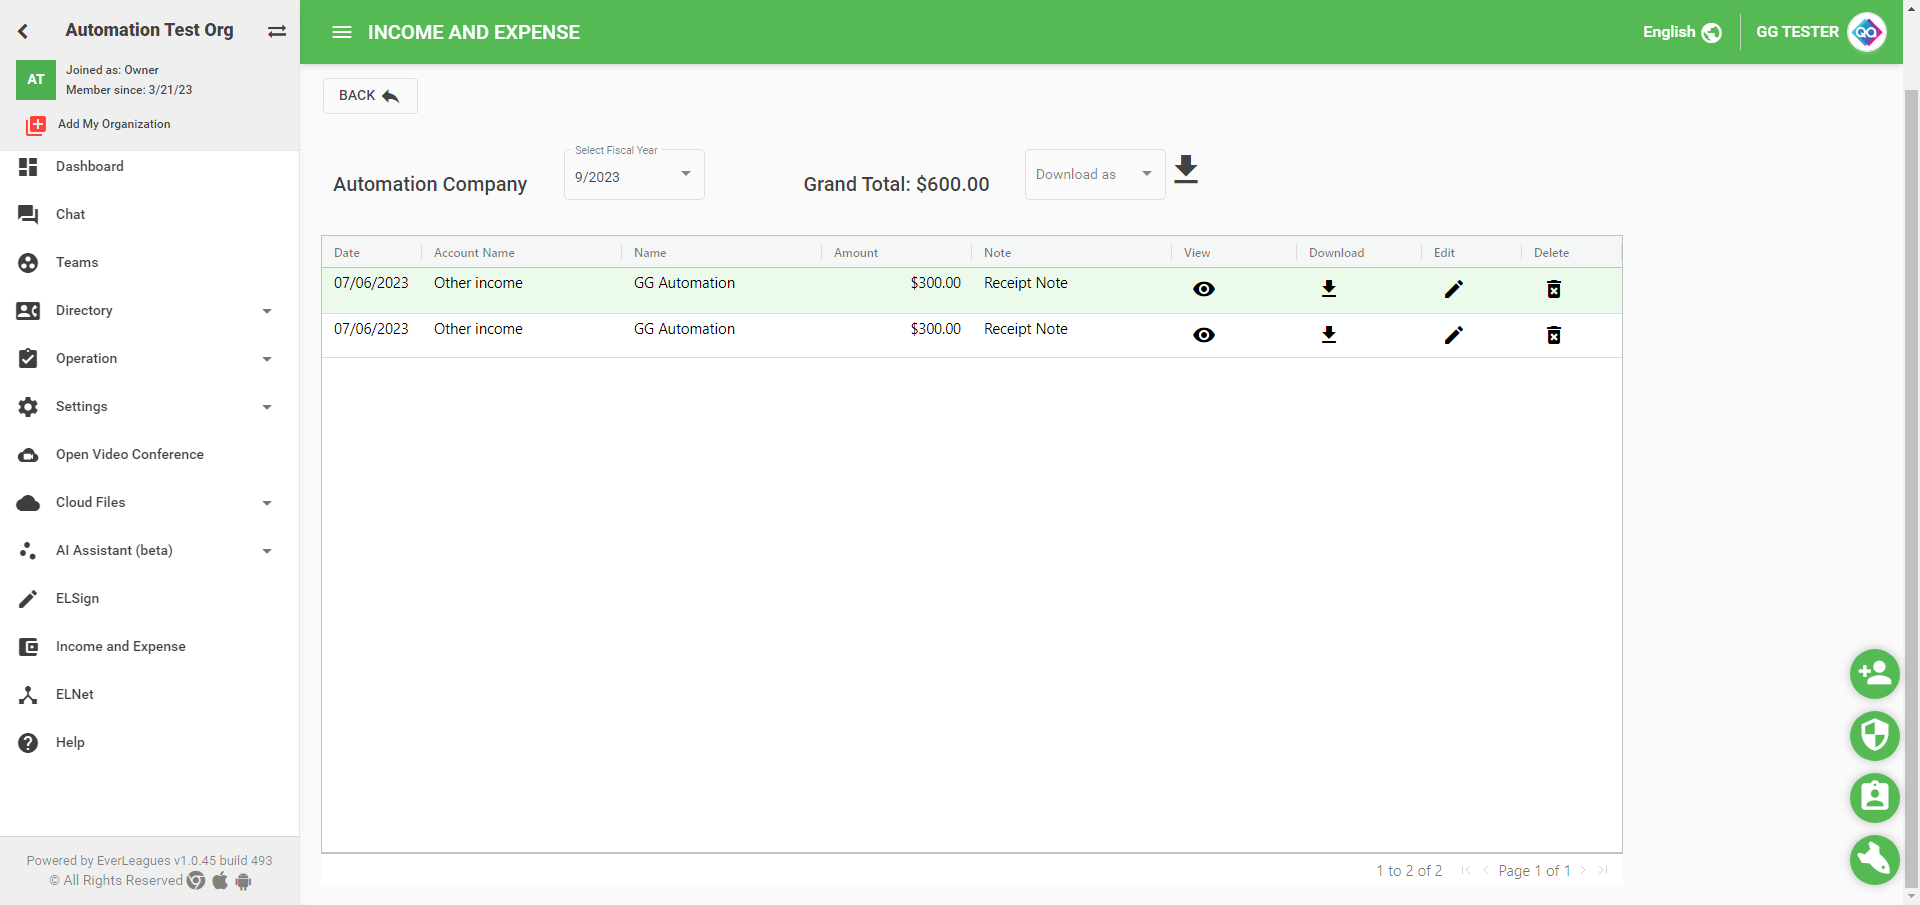 Automation Test Org
AT
Joined as: Owner
Member since: 3/21/23
Add My Organization
Dashboard
Chat
Teams
Directory
Operation
Settings
Open Video Conference
Cloud Files
AI Assistant (beta)
ELSign
Income and Expense
ELNet
Help
Powered by EverLeagues v1.0.45 build 493
© All Rights Reserved
INCOME AND EXPENSE
English
GG TESTER
QA
BACK
Automation Company
Select Fiscal Year
9/2023
Grand Total: $600.00
Download as
Date Account Name Name Amount Note View Download Edit Delete
07/06/2023 Other income GG Automation $300.00 Receipt Note
07/06/2023 Other income GG Automation $300.00 Receipt Note
1 to 2 of 2 Page 1 of 1